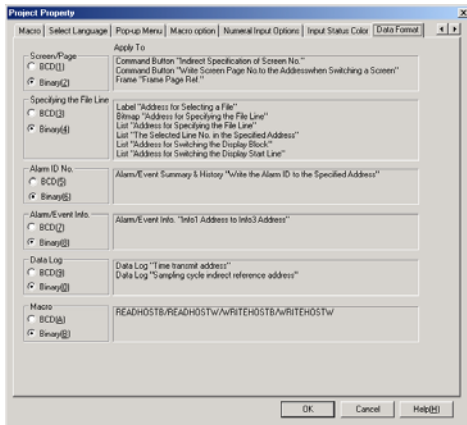 Project Property
Macro
Select Language
Pop-up Menu
Macro option
Numeral Input Options
Input Status Color
Data Format
Apply To
Screen/Page
BCD(1)
Binary(2)
Command Button "Indirect Specification of Screen No."
Command Button "Write Screen Page No.to the Addresswhen Switching a Screen"
Frame "Frame Page Ref."
Specifying the File Line
BCD(3)
Binary(4)
Label "Address for Selecting a File"
Bitmap "Address for Specifying the File Line"
List "Address for Specifying the File Line"
List "The Selected Line No. in the Specified Address"
List "Address for Switching the Display Block"
List "Address for Switching the Display Start Line"
Alarm ID No.
BCD(5)
Binary(6)
Alarm/Event Summary & History "Write the Alarm ID to the Specified Address"
Alarm/Event Info.
BCD(7)
Binary(8)
Alarm/Event Info. "Info1 Address to Info3 Address"
Data Log
BCD(9)
Binary(0)
Data Log "Time transmit address"
Data Log "Sampling cycle indirect reference address"
Macro
BCD(A)
Binary(B)
READHOSTB/READHOSTW/WRITEHOSTB/WRITEHOSTW
OK
Cancel
Help(H)